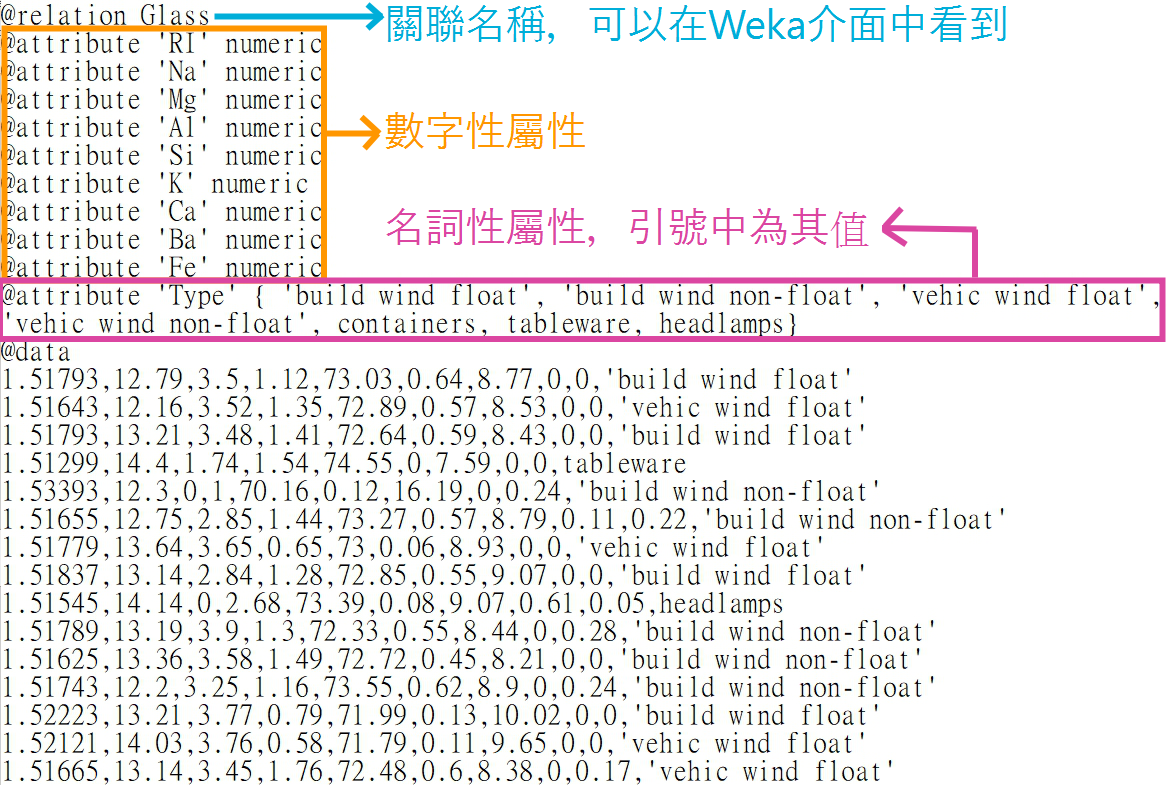 @relation Glass 關聯名稱, 可以在Weka介面中看到
@attribute 'RI' numeric
@attribute 'Na' numeric
@attribute 'Mg' numeric
@attribute 'Al' numeric
數字性屬性
@attribute 'Si' numeric
@attribute 'K' numeric
@attribute 'Ca' numeric
名詞性屬性, 引號中為其值
@attribute 'Ba' numeric
@attribute 'Fe' numeric
@attribute 'Type' { 'build wind float', 'build wind non-float', 'vehic wind float',
'vehic wind non-float', containers, tableware, headlamps}
@data
1.51793,12.79,3.5,1.12,73.03,0.64,8.77,0,0,'build wind float'
1.51643,12.16,3.52,1.35,72.89,0.57,8.53,0,0,'vehic wind float'
1.51793,13.21,3.48,1.41,72.64,0.59,8.43,0,0,'build wind float'
1.51299,14.4,1.74,1.54,74.55,0,7.59,0,0,tableware
1.53393,12.3,0,1,70.16,0.12,16.19,0,0.24,'build wind non-float'
1.51655,12.75,2.85,1.44,73.27,0.57,8.79,0.11,0.22,'build wind non-float'
1.51779,13.64,3.65,0.65,73,0.06,8.93,0,0,'vehic wind float'
1.51837,13.14,2.84,1.28,72.85,0.55,9.07,0,0,'build wind float'
1.51545,14.14,0,2.68,73.39,0.08,9.07,0.61,0.05,headlamps
1.51789,13.19,3.9,1.3,72.33,0.55,8.44,0,0.28,'build wind non-float'
1.51625,13.36,3.58,1.49,72.72,0.45,8.21,0,0,'build wind non-float'
1.51743,12.2,3.25,1.16,73.55,0.62,8.9,0,0.24,'build wind non-float'
1.52223,13.21,3.77,0.79,71.99,0.13,10.02,0,0,'build wind float'
1.52121,14.03,3.76,0.58,71.79,0.11,9.65,0,0,'vehic wind float'
1.51665,13.14,3.45,1.76,72.48,0.6,8.38,0,0.17,'vehic wind float'